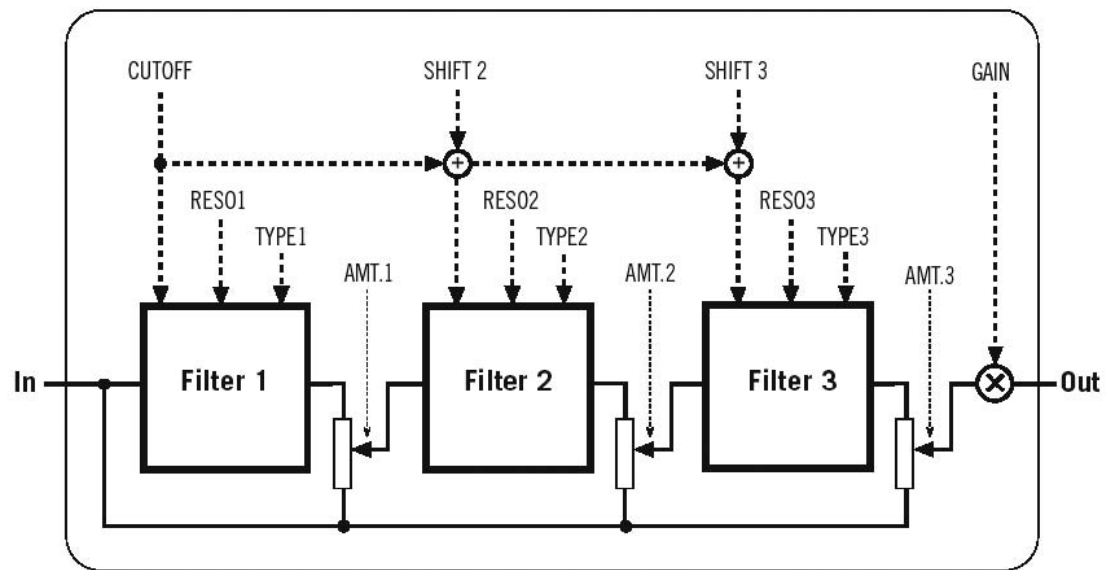 CUTOFF
SHIFT 2
SHIFT 3
GAIN
+
+
RESO1
RESO2
RESO3
TYPE1
TYPE2
TYPE3
AMT.1
AMT.2
AMT.3
In
Filter 1
Filter 2
Filter 3
×
Out